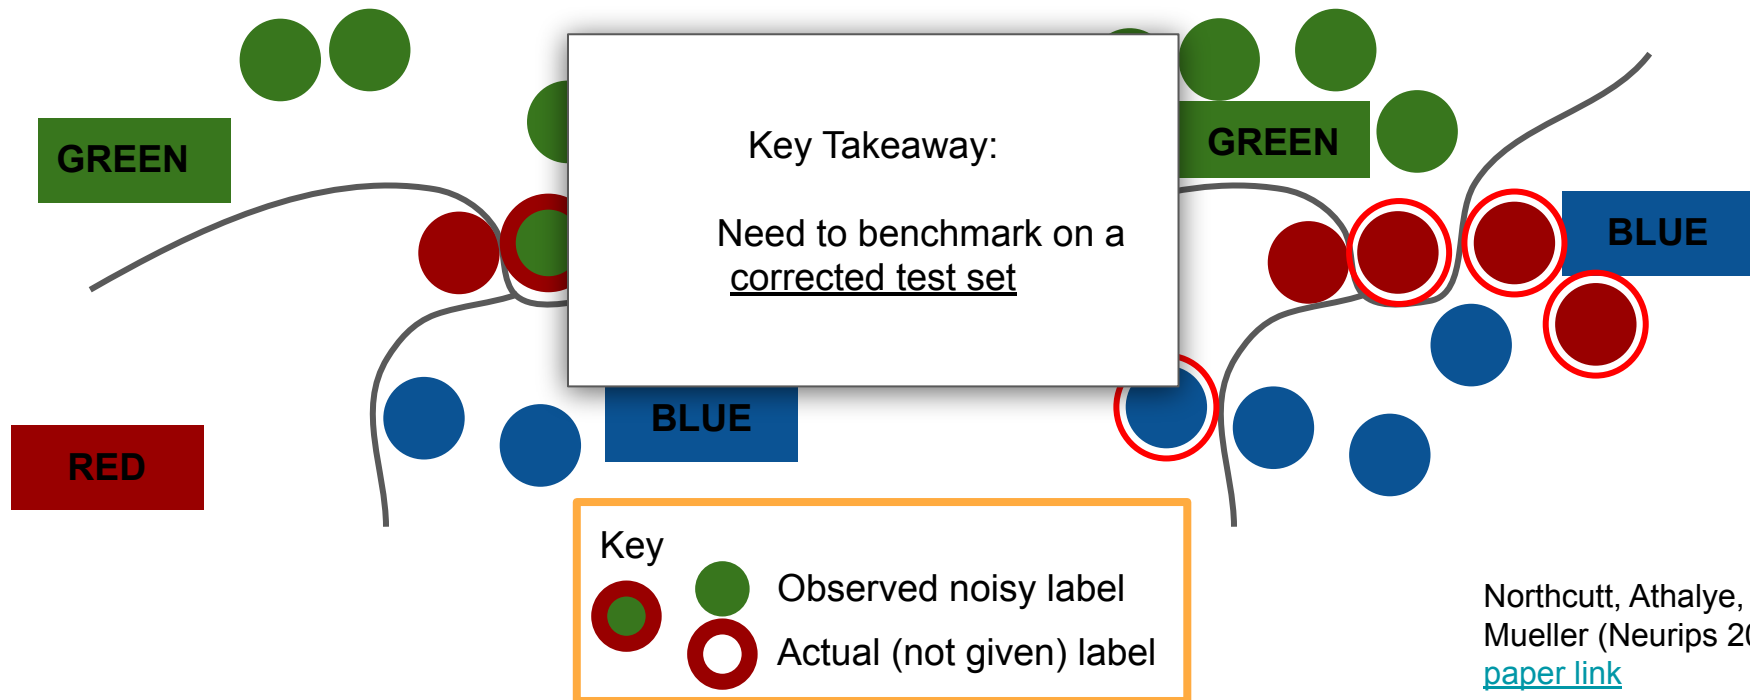 GREEN
Key Takeaway:
Need to benchmark on a
corrected test set
GREEN
BLUE
BLUE
RED
Key
Observed noisy label
Actual (not given) label
Northcutt, Athalye,
Mueller (Neurips 20
paper link